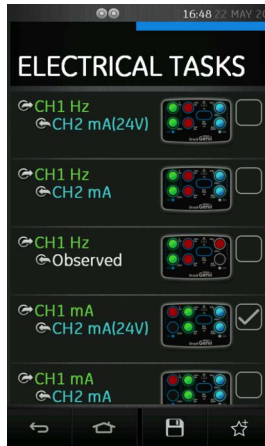 16:48 22 MAY 20
ELECTRICAL TASKS
CH1 Hz
CH2 mA(24V)
CH1 Hz
CH2 mA
CH1 Hz
Observed
CH1 mA
CH2 mA(24V)
CH1 mA
CH2 mA